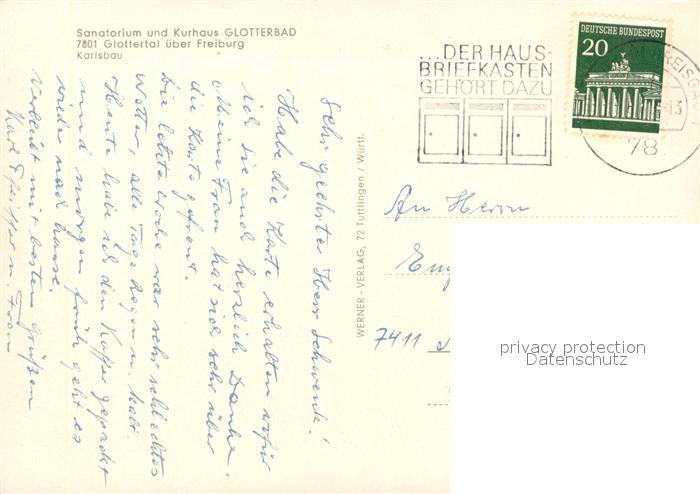 Sanatorium und Kurhaus GLOTTERBAD
7801 Glottertal über Freiburg
Karlsbau
...DER HAUS-
BRIEFKASTEN
GEHÖRT DAZU
DEUTSCHE BUNDESPOST
20
78
Sehr geehrter Herr Schwenk!
Habe die Karte erhalten wofür
ich Sie auch herzlich Danke.
Meine Frau hat sich sehr über
die Karte gefreut.
Die letzte Woche war sehr schlechtes
Wetter, alle Tage Regen u. kalt
Heute habe ich den Koffer gepackt
und morgen früh geht es
wieder nach hause.
Verbleibt mit besten Grüßen
Karl u. Frau
WERNER - VERLAG, 72 Tuttlingen / Württ.
An Herrn
7411
privacy protection
Datenschutz